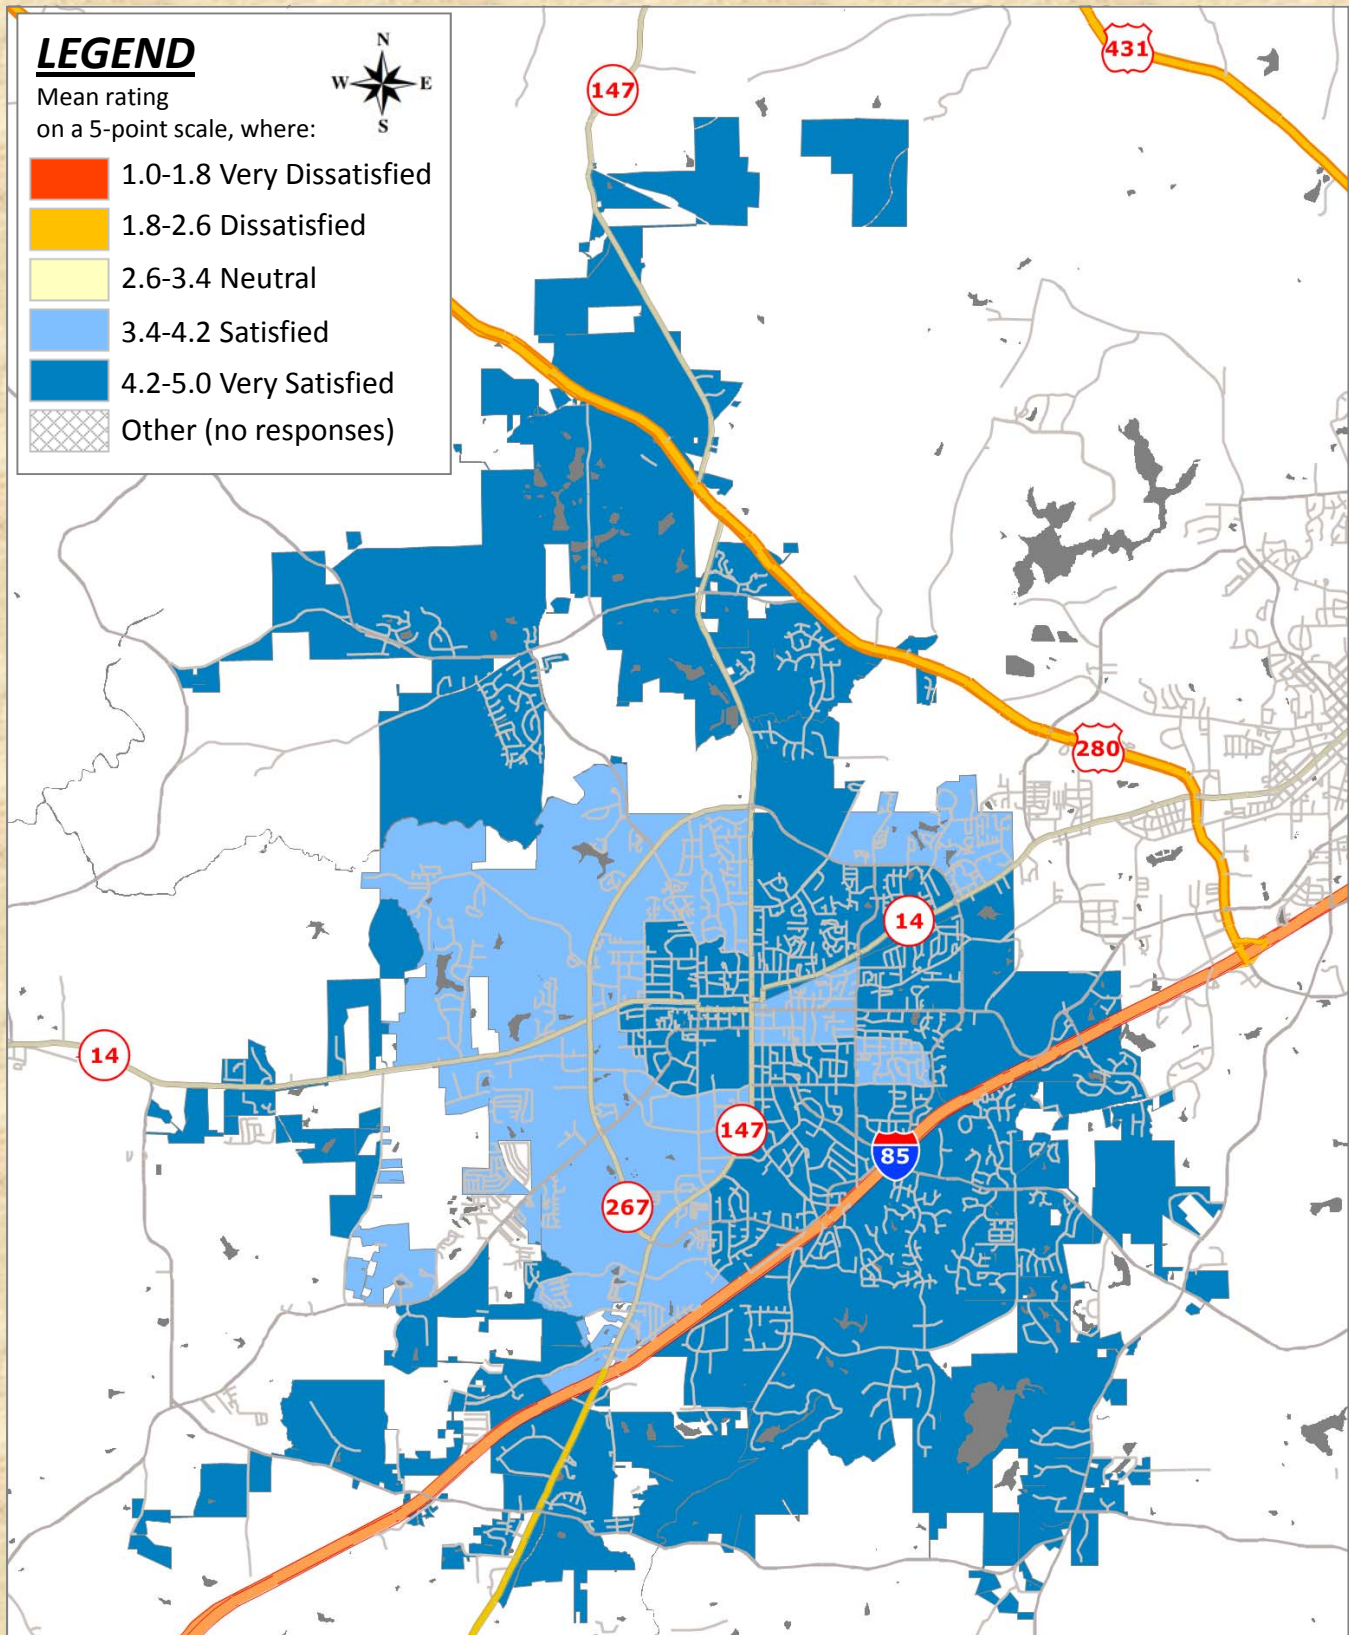 LEGEND
N
W E
S
Mean rating
on a 5-point scale, where:
1.0-1.8 Very Dissatisfied
1.8-2.6 Dissatisfied
2.6-3.4 Neutral
3.4-4.2 Satisfied
4.2-5.0 Very Satisfied
Other (no responses)
431
147
280
14
14
147
85
267